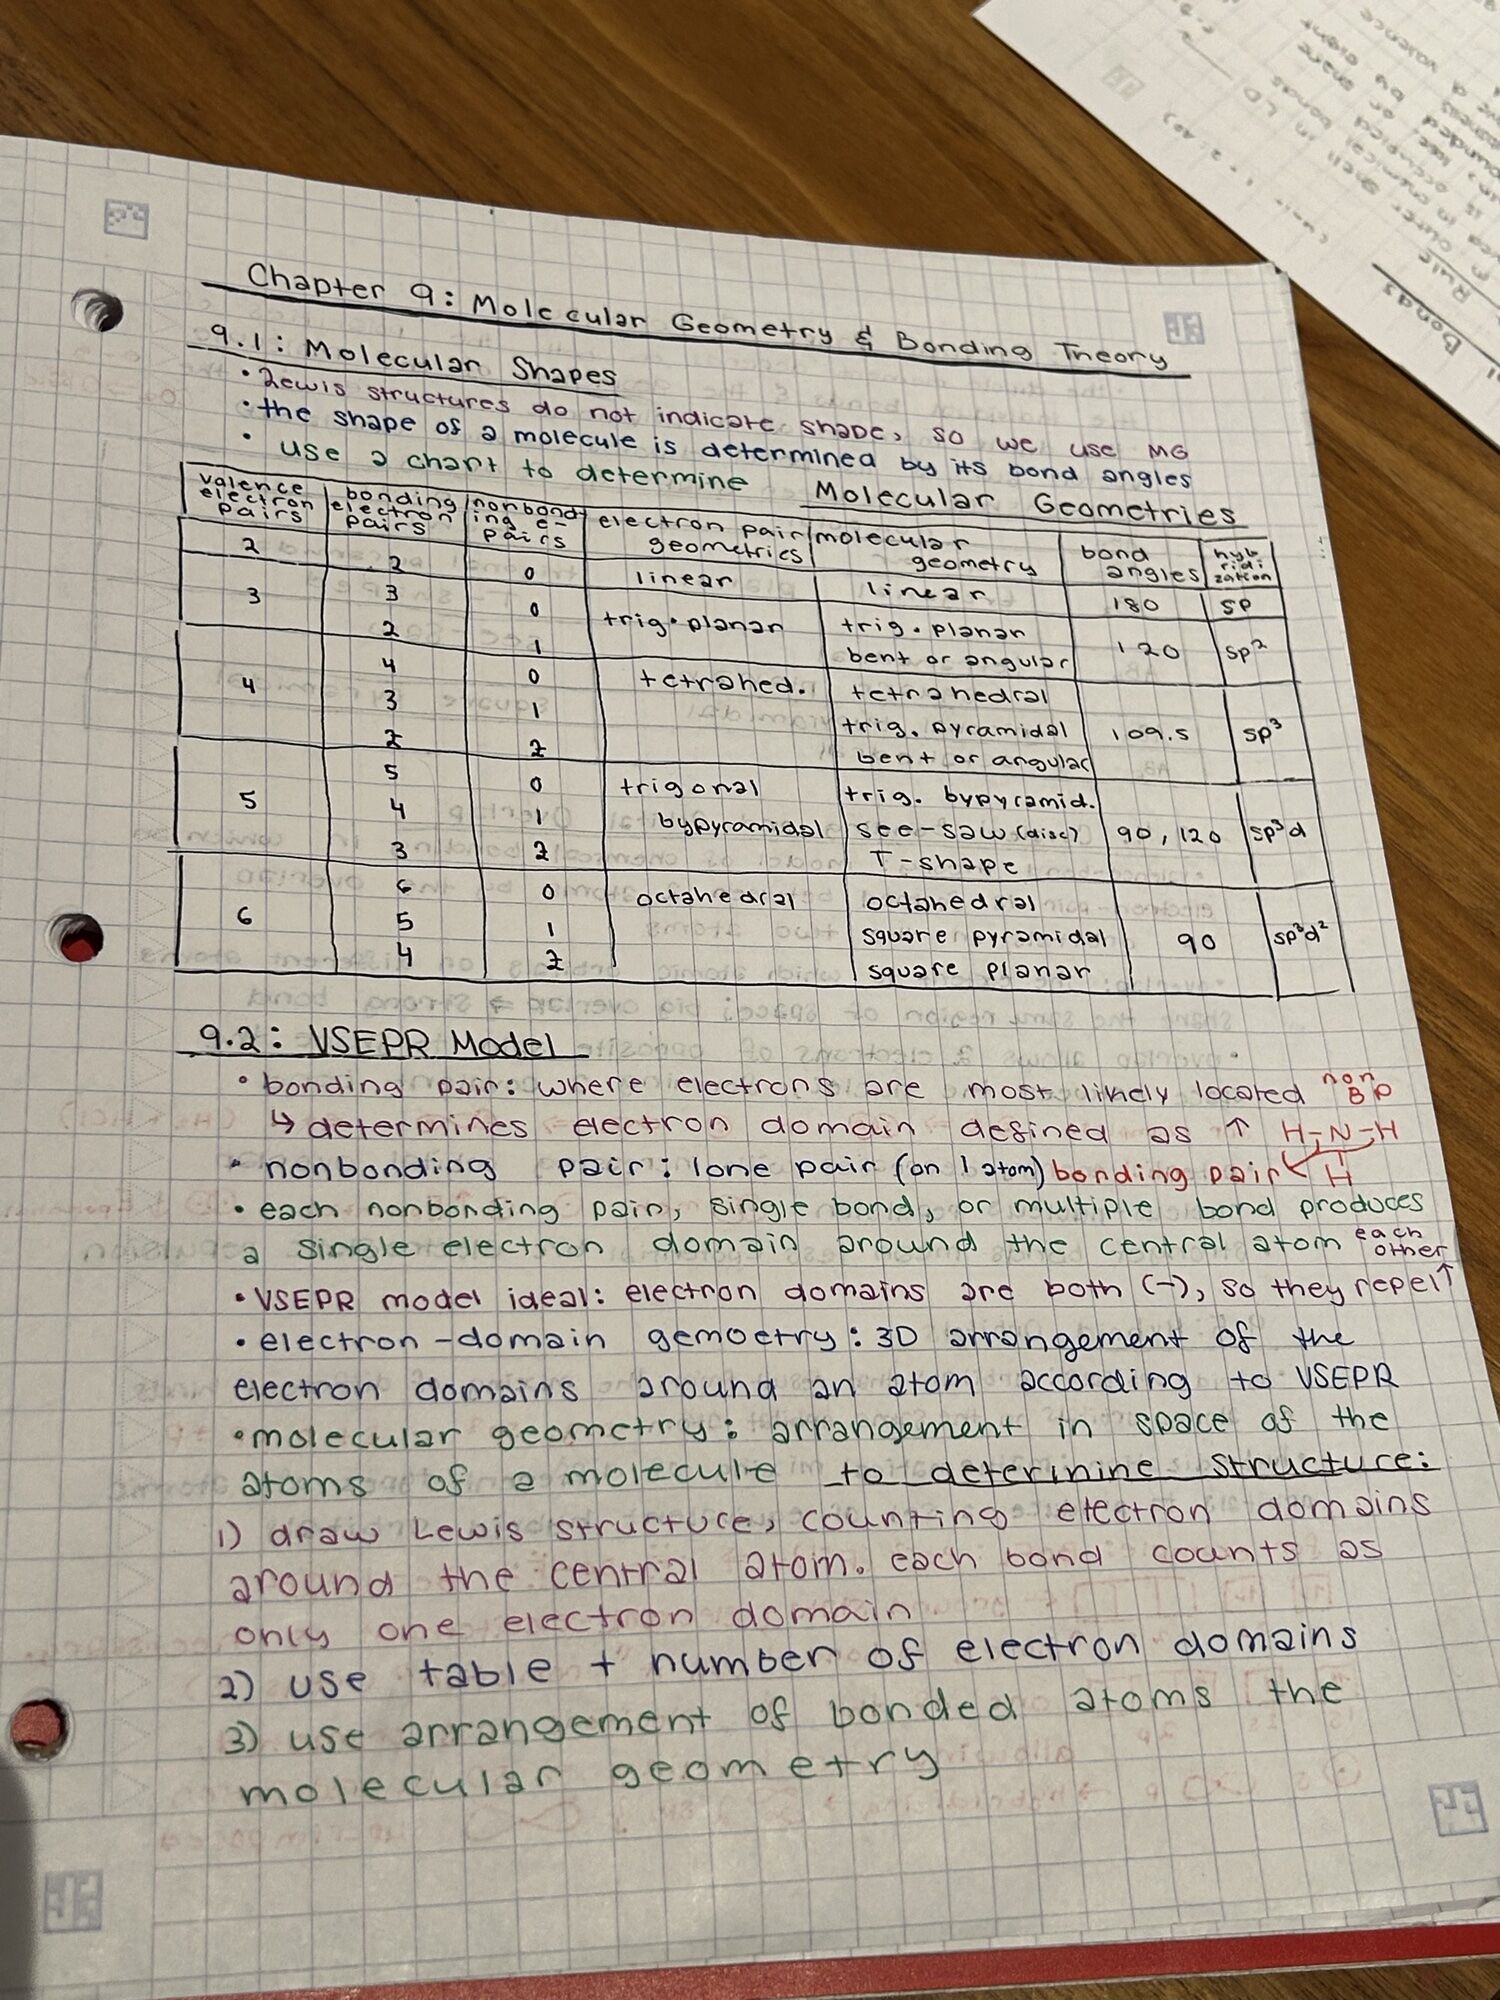 Chapter 9: Molecular Geometry & Bonding Theory
9.1: Molecular Shapes
• Lewis structures do not indicate shape, so we use MG
• the shape of a molecule is determined by its bond angles
• use a chart to determine Molecular Geometries
valence electron pairs | bonding electron pairs | nonbonding e- pairs | electron pair geometries | molecular geometry | bond angles | hybridization
2 | 2 | 0 | linear | linear | 180 | sp
3 | 3 | 0 | trig. planar | trig. planar | 120 | sp²
2 | 1 | bent or angular
4 | 4 | 0 | tetrahed. | tetrahedral | 109.5 | sp³
3 | 1 | trig. pyramidal
2 | 2 | bent or angular
5 | 5 | 0 | trigonal bypyramidal | trig. bypyramid. | 90, 120 | sp³d
4 | 1 | see-saw (disc)
3 | 2 | T-shape
6 | 6 | 0 | octahedral | octahedral | 90 | sp³d²
5 | 1 | square pyramidal
4 | 2 | square planar
9.2: VSEPR Model
• bonding pair: where electrons are most likely located non BP
↳ determines electron domain defined as ↑ H-N-H
• nonbonding pair: lone pair (on 1 atom) bonding pair H
• each nonbonding pair, single bond, or multiple bond produces
a single electron domain around the central atom each other
• VSEPR model ideal: electron domains are both (-), so they repel↑
• electron-domain gemoetry: 3D arrangement of the
electron domains around an atom according to VSEPR
• molecular geometry: arrangement in space of the
atoms of a molecule to determine structure:
1) draw Lewis structure, counting electron domains
around the central atom. each bond counts as
only one electron domain
2) use table + number of electron domains
3) use arrangement of bonded atoms the
molecular geometry
Bonds
Rule